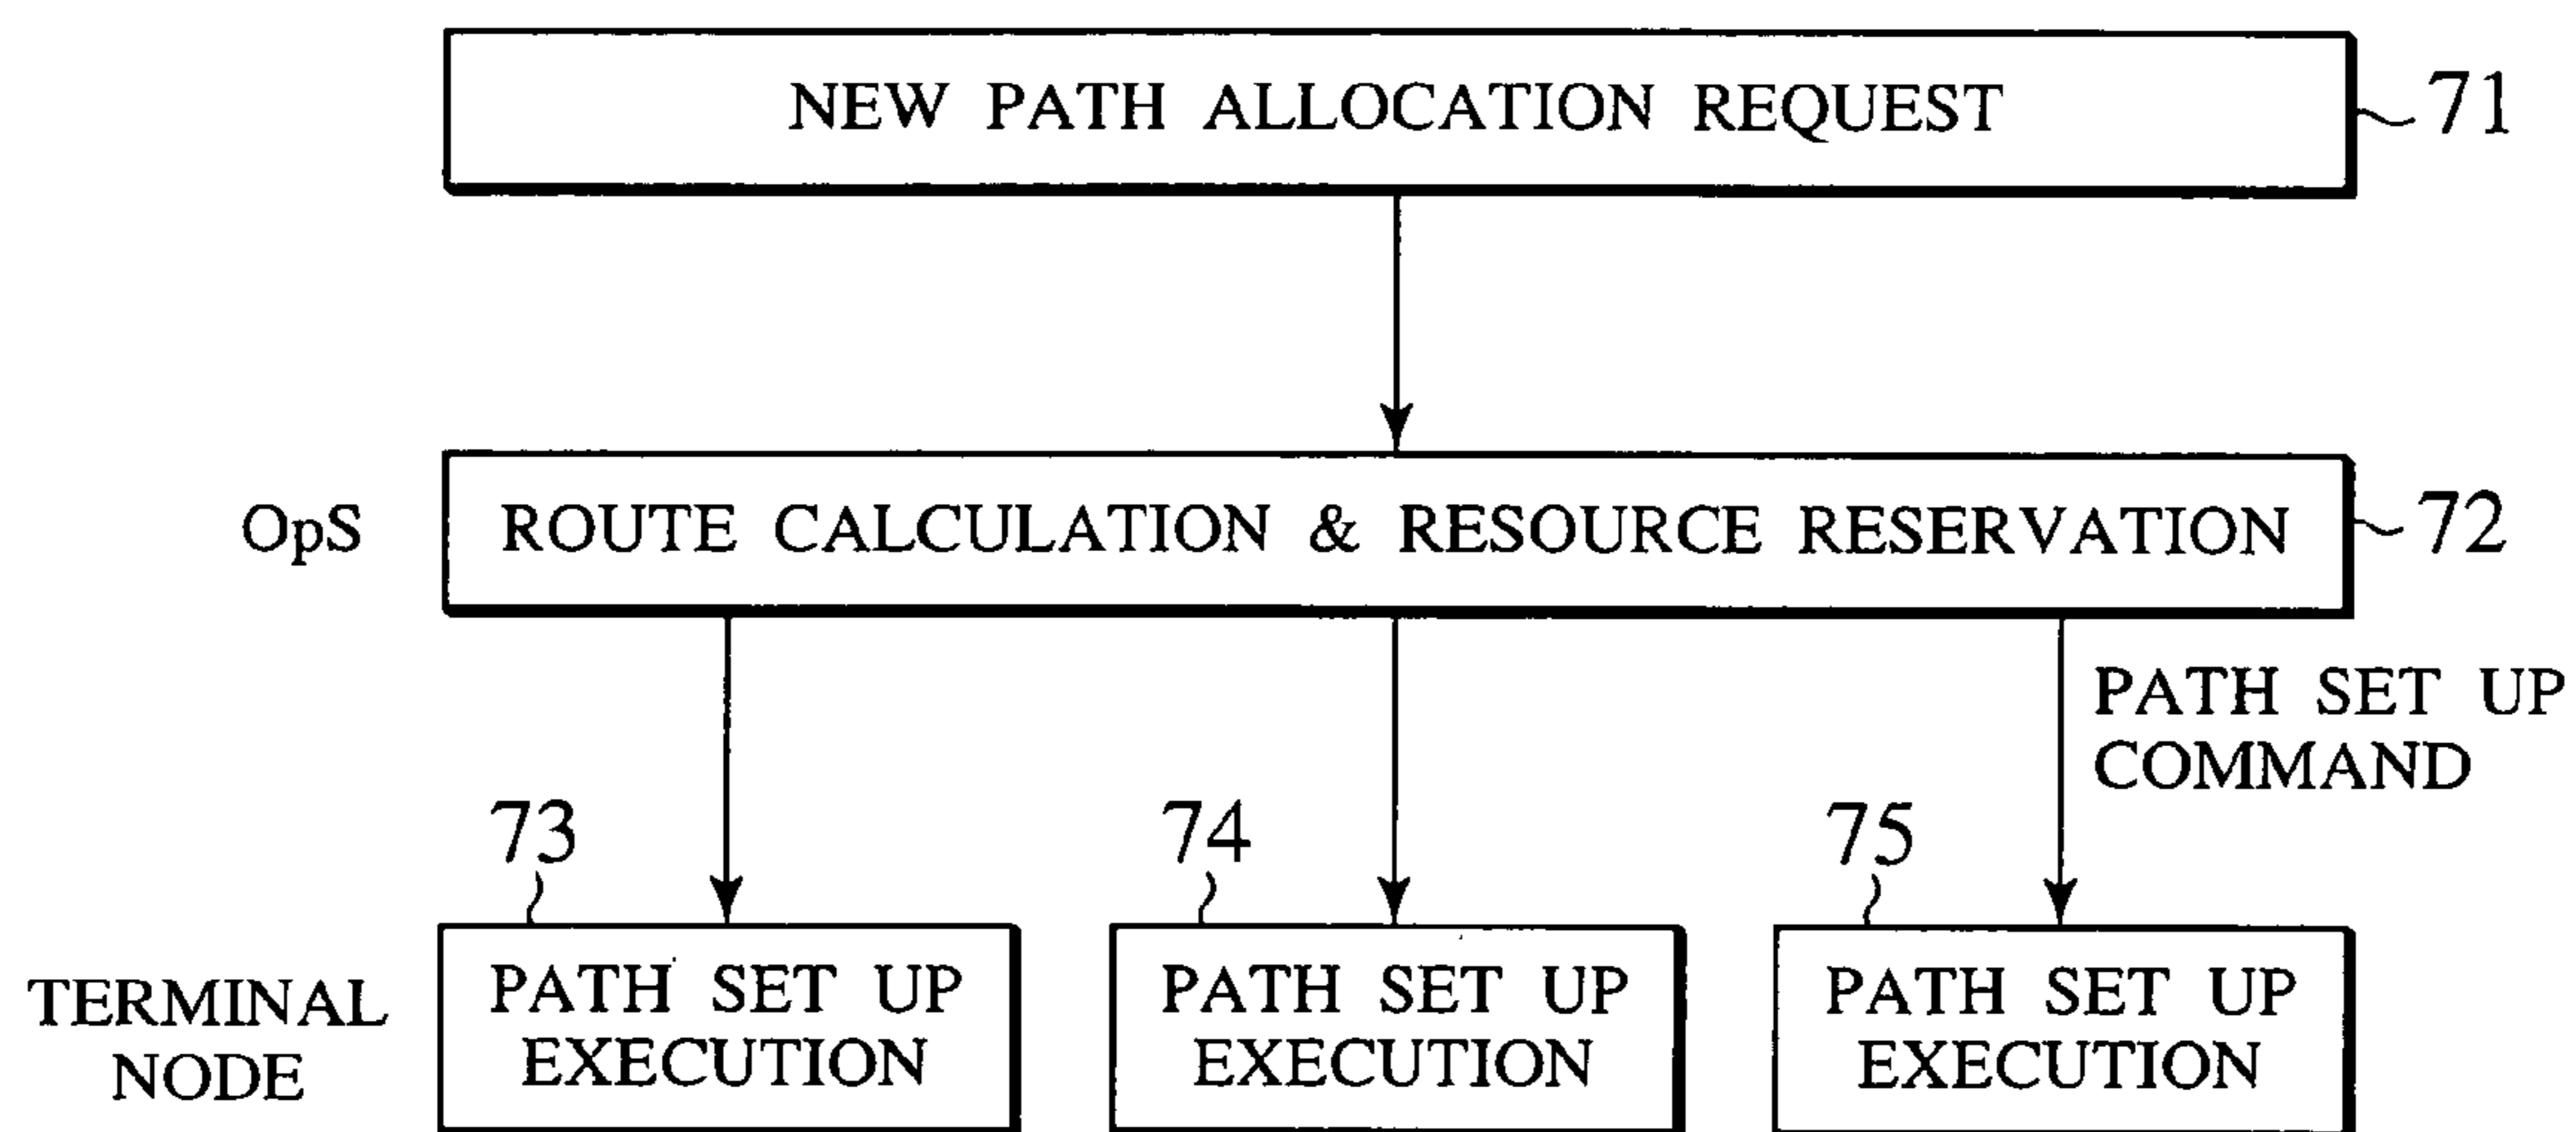 NEW PATH ALLOCATION REQUEST
71
OpS
ROUTE CALCULATION & RESOURCE RESERVATION
72
PATH SET UP
COMMAND
73
74
75
TERMINAL
NODE
PATH SET UP
EXECUTION
PATH SET UP
EXECUTION
PATH SET UP
EXECUTION